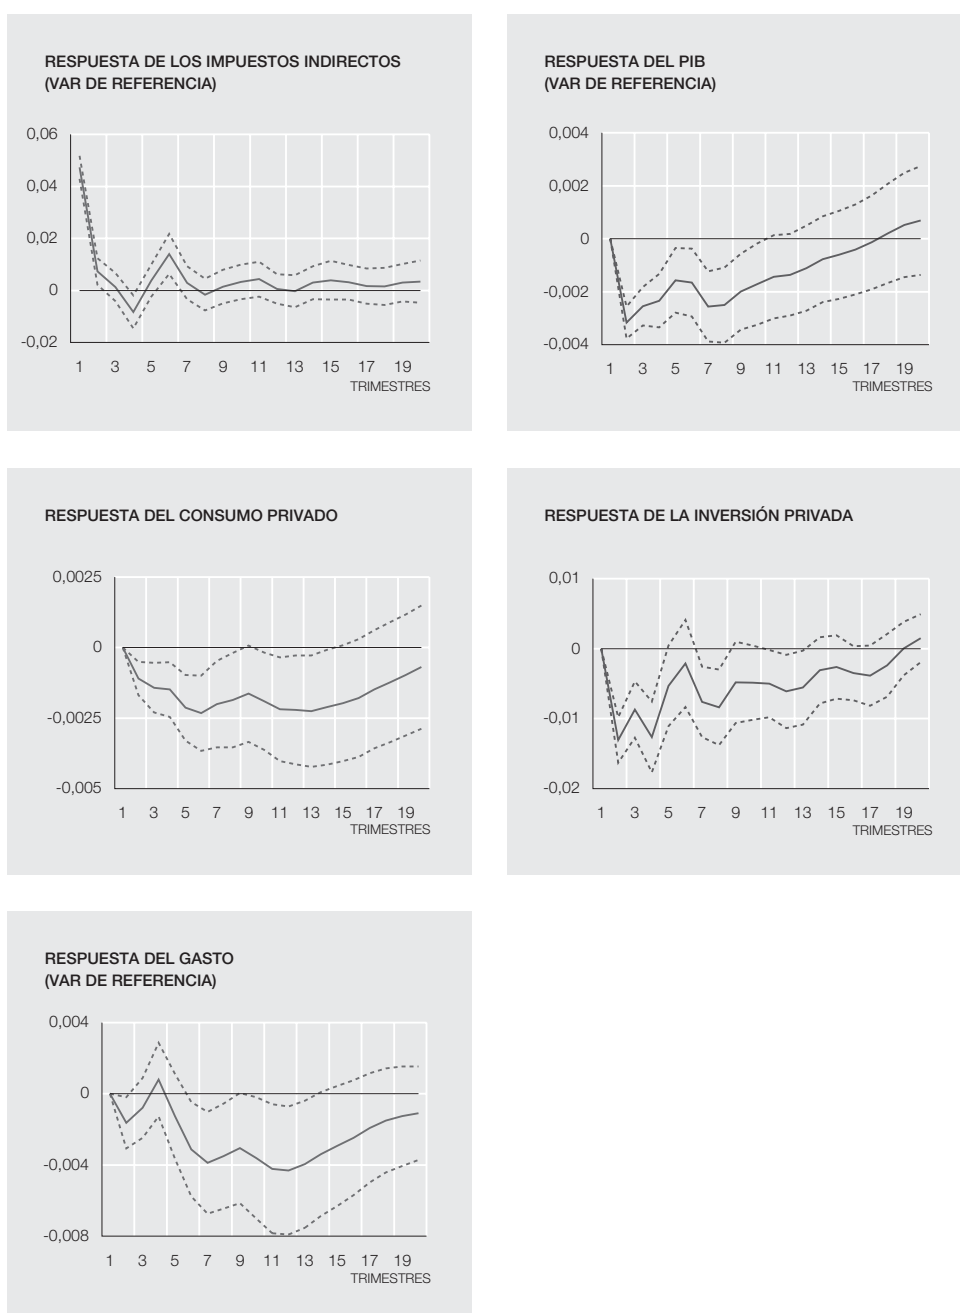 RESPUESTA DE LOS IMPUESTOS INDIRECTOS
(VAR DE REFERENCIA)
0,06
0,04
0,02
0
-0,02
1 3 5 7 9 11 13 15 17 19
TRIMESTRES
RESPUESTA DEL PIB
(VAR DE REFERENCIA)
0,004
0,002
0
-0,002
-0,004
1 3 5 7 9 11 13 15 17 19
TRIMESTRES
RESPUESTA DEL CONSUMO PRIVADO
0,0025
0
-0,0025
-0,005
1 3 5 7 9 11 13 15 17 19
TRIMESTRES
RESPUESTA DE LA INVERSIÓN PRIVADA
0,01
0
-0,01
-0,02
1 3 5 7 9 11 13 15 17 19
TRIMESTRES
RESPUESTA DEL GASTO
(VAR DE REFERENCIA)
0,004
0
-0,004
-0,008
1 3 5 7 9 11 13 15 17 19
TRIMESTRES